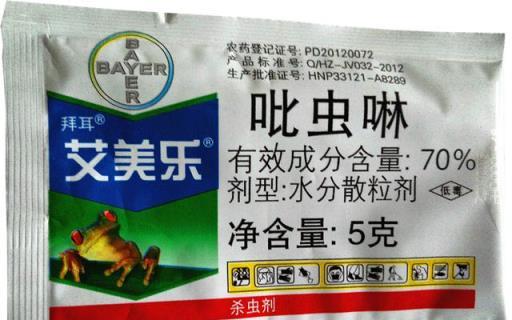 BAYER
BAYER
拜耳®
艾美乐®
农药登记证号: PD20120072
产品标准号: Q/HZ-JV032-2012
生产批准证号: HNP33121-A8289
吡虫啉
有效成分含量: 70%
剂型:水分散粒剂
低毒
净含量: 5克
杀虫剂